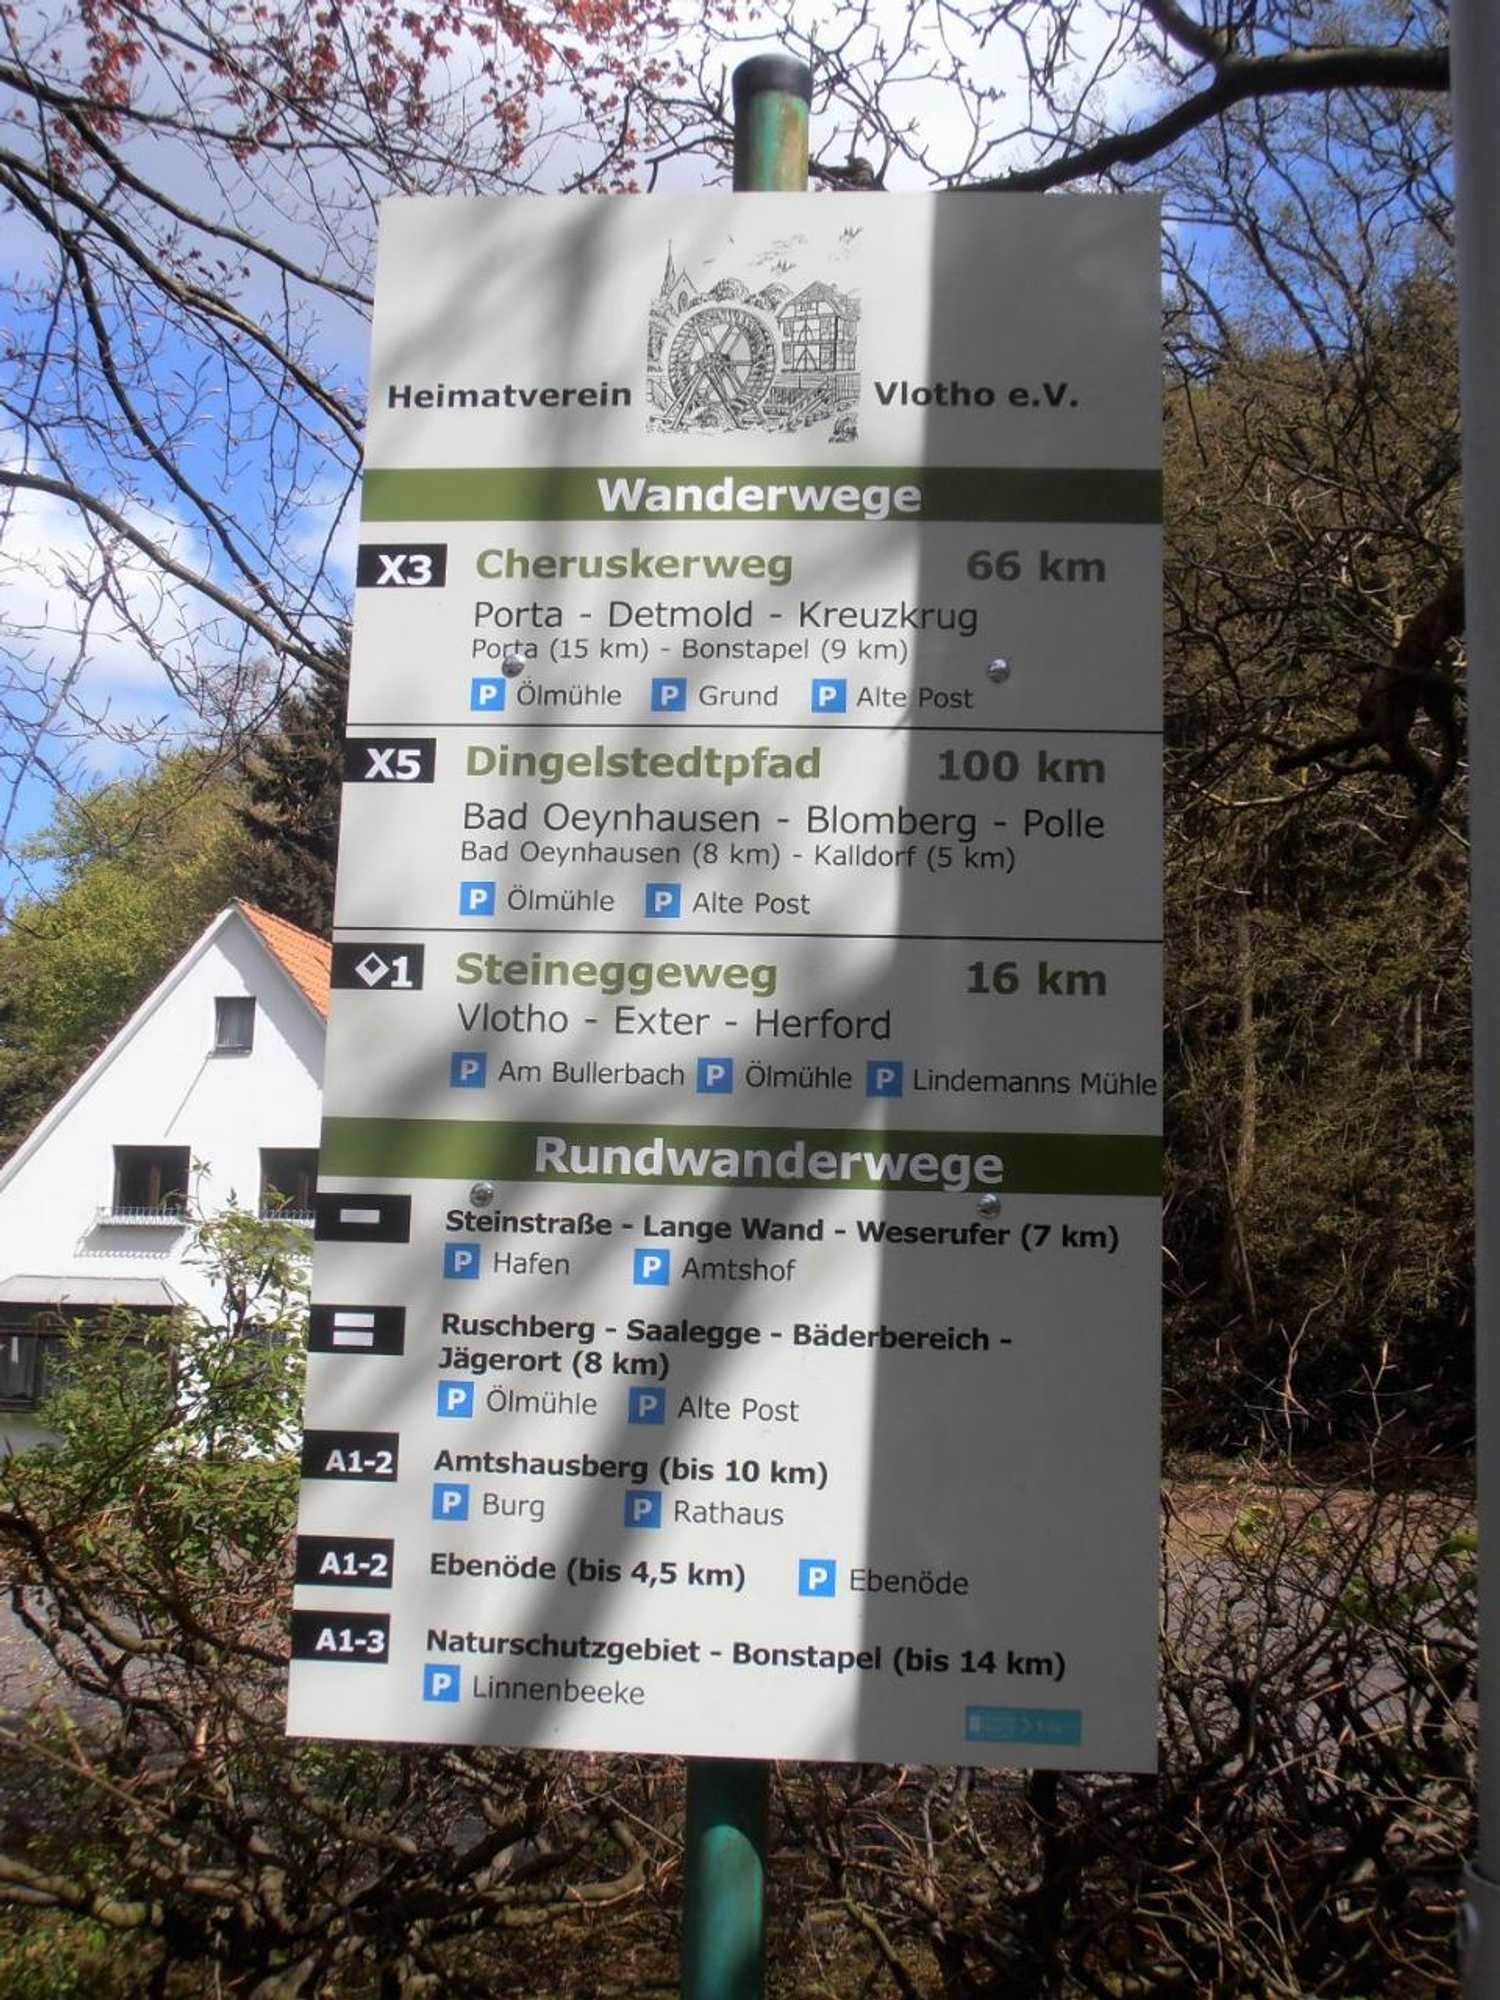 Heimatverein Vlotho e.V.
Wanderwege
X3 Cheruskerweg 66 km
Porta - Detmold - Kreuzkrug
Porta (15 km) - Bonstapel (9 km)
P Ölmühle P Grund P Alte Post
X5 Dingelstedtpfad 100 km
Bad Oeynhausen - Blomberg - Polle
Bad Oeynhausen (8 km) - Kalldorf (5 km)
P Ölmühle P Alte Post
◇1 Steineggeweg 16 km
Vlotho - Exter - Herford
P Am Bullerbach P Ölmühle P Lindemanns Mühle
Rundwanderwege
Steinstraße - Lange Wand - Weserufer (7 km)
P Hafen P Amtshof
Ruschberg - Saalegge - Bäderbereich -
Jägerort (8 km)
P Ölmühle P Alte Post
A1-2 Amtshausberg (bis 10 km)
P Burg P Rathaus
A1-2 Ebenöde (bis 4,5 km) P Ebenöde
A1-3 Naturschutzgebiet - Bonstapel (bis 14 km)
P Linnenbeeke